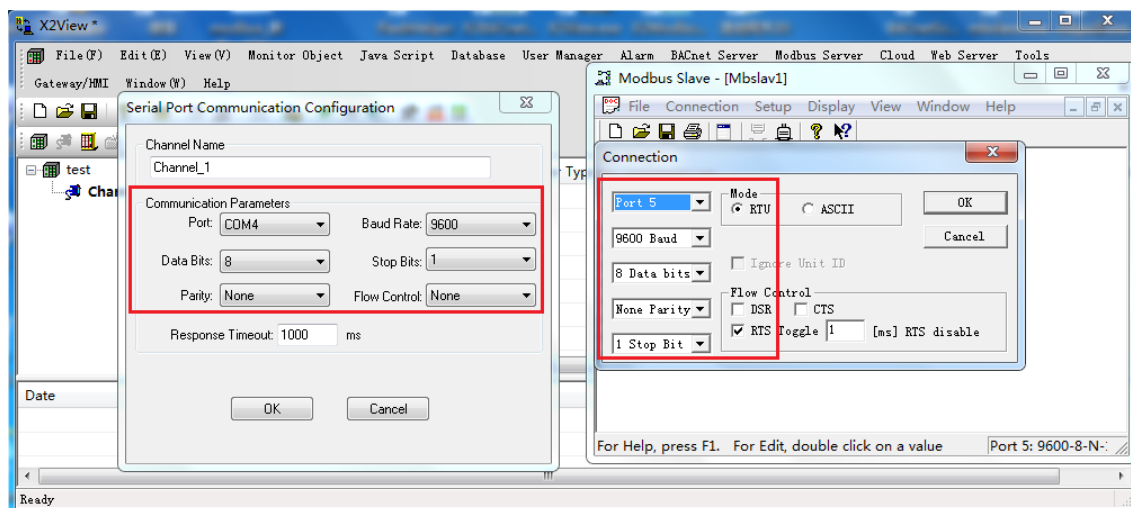 X2View *
File(F) Edit(E) View(V) Monitor Object Java Script Database User Manager Alarm BACnet Server Modbus Server Cloud Web Server Tools
Gateway/HMI Window(W) Help
Serial Port Communication Configuration
Channel Name
Channel_1
Communication Parameters
Port: COM4 Baud Rate: 9600
Data Bits: 8 Stop Bits: 1
Parity: None Flow Control: None
Response Timeout: 1000 ms
OK Cancel
test
Chan
Typ
Date
Ready
Modbus Slave - [Mbslav1]
File Connection Setup Display View Window Help
Connection
Port 5
9600 Baud
8 Data bits
None Parity
1 Stop Bit
Mode
RTU ASCII
OK
Cancel
Ignore Unit ID
Flow Control
DSR CTS
RTS Toggle 1 [ms] RTS disable
For Help, press F1. For Edit, double click on a value Port 5: 9600-8-N-